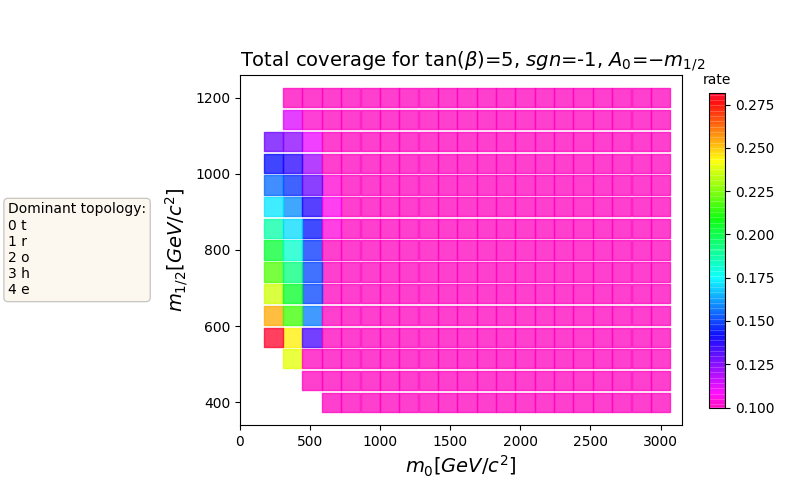 Total coverage for tan(β)=5, sgn=-1, A₀=−m₁/₂
rate
Dominant topology:
0 t
1 r
2 o
3 h
4 e
m₁/₂[GeV/c²]
1200
1000
800
600
400
0 500 1000 1500 2000 2500 3000
m₀[GeV/c²]
0.275
0.250
0.225
0.200
0.175
0.150
0.125
0.100